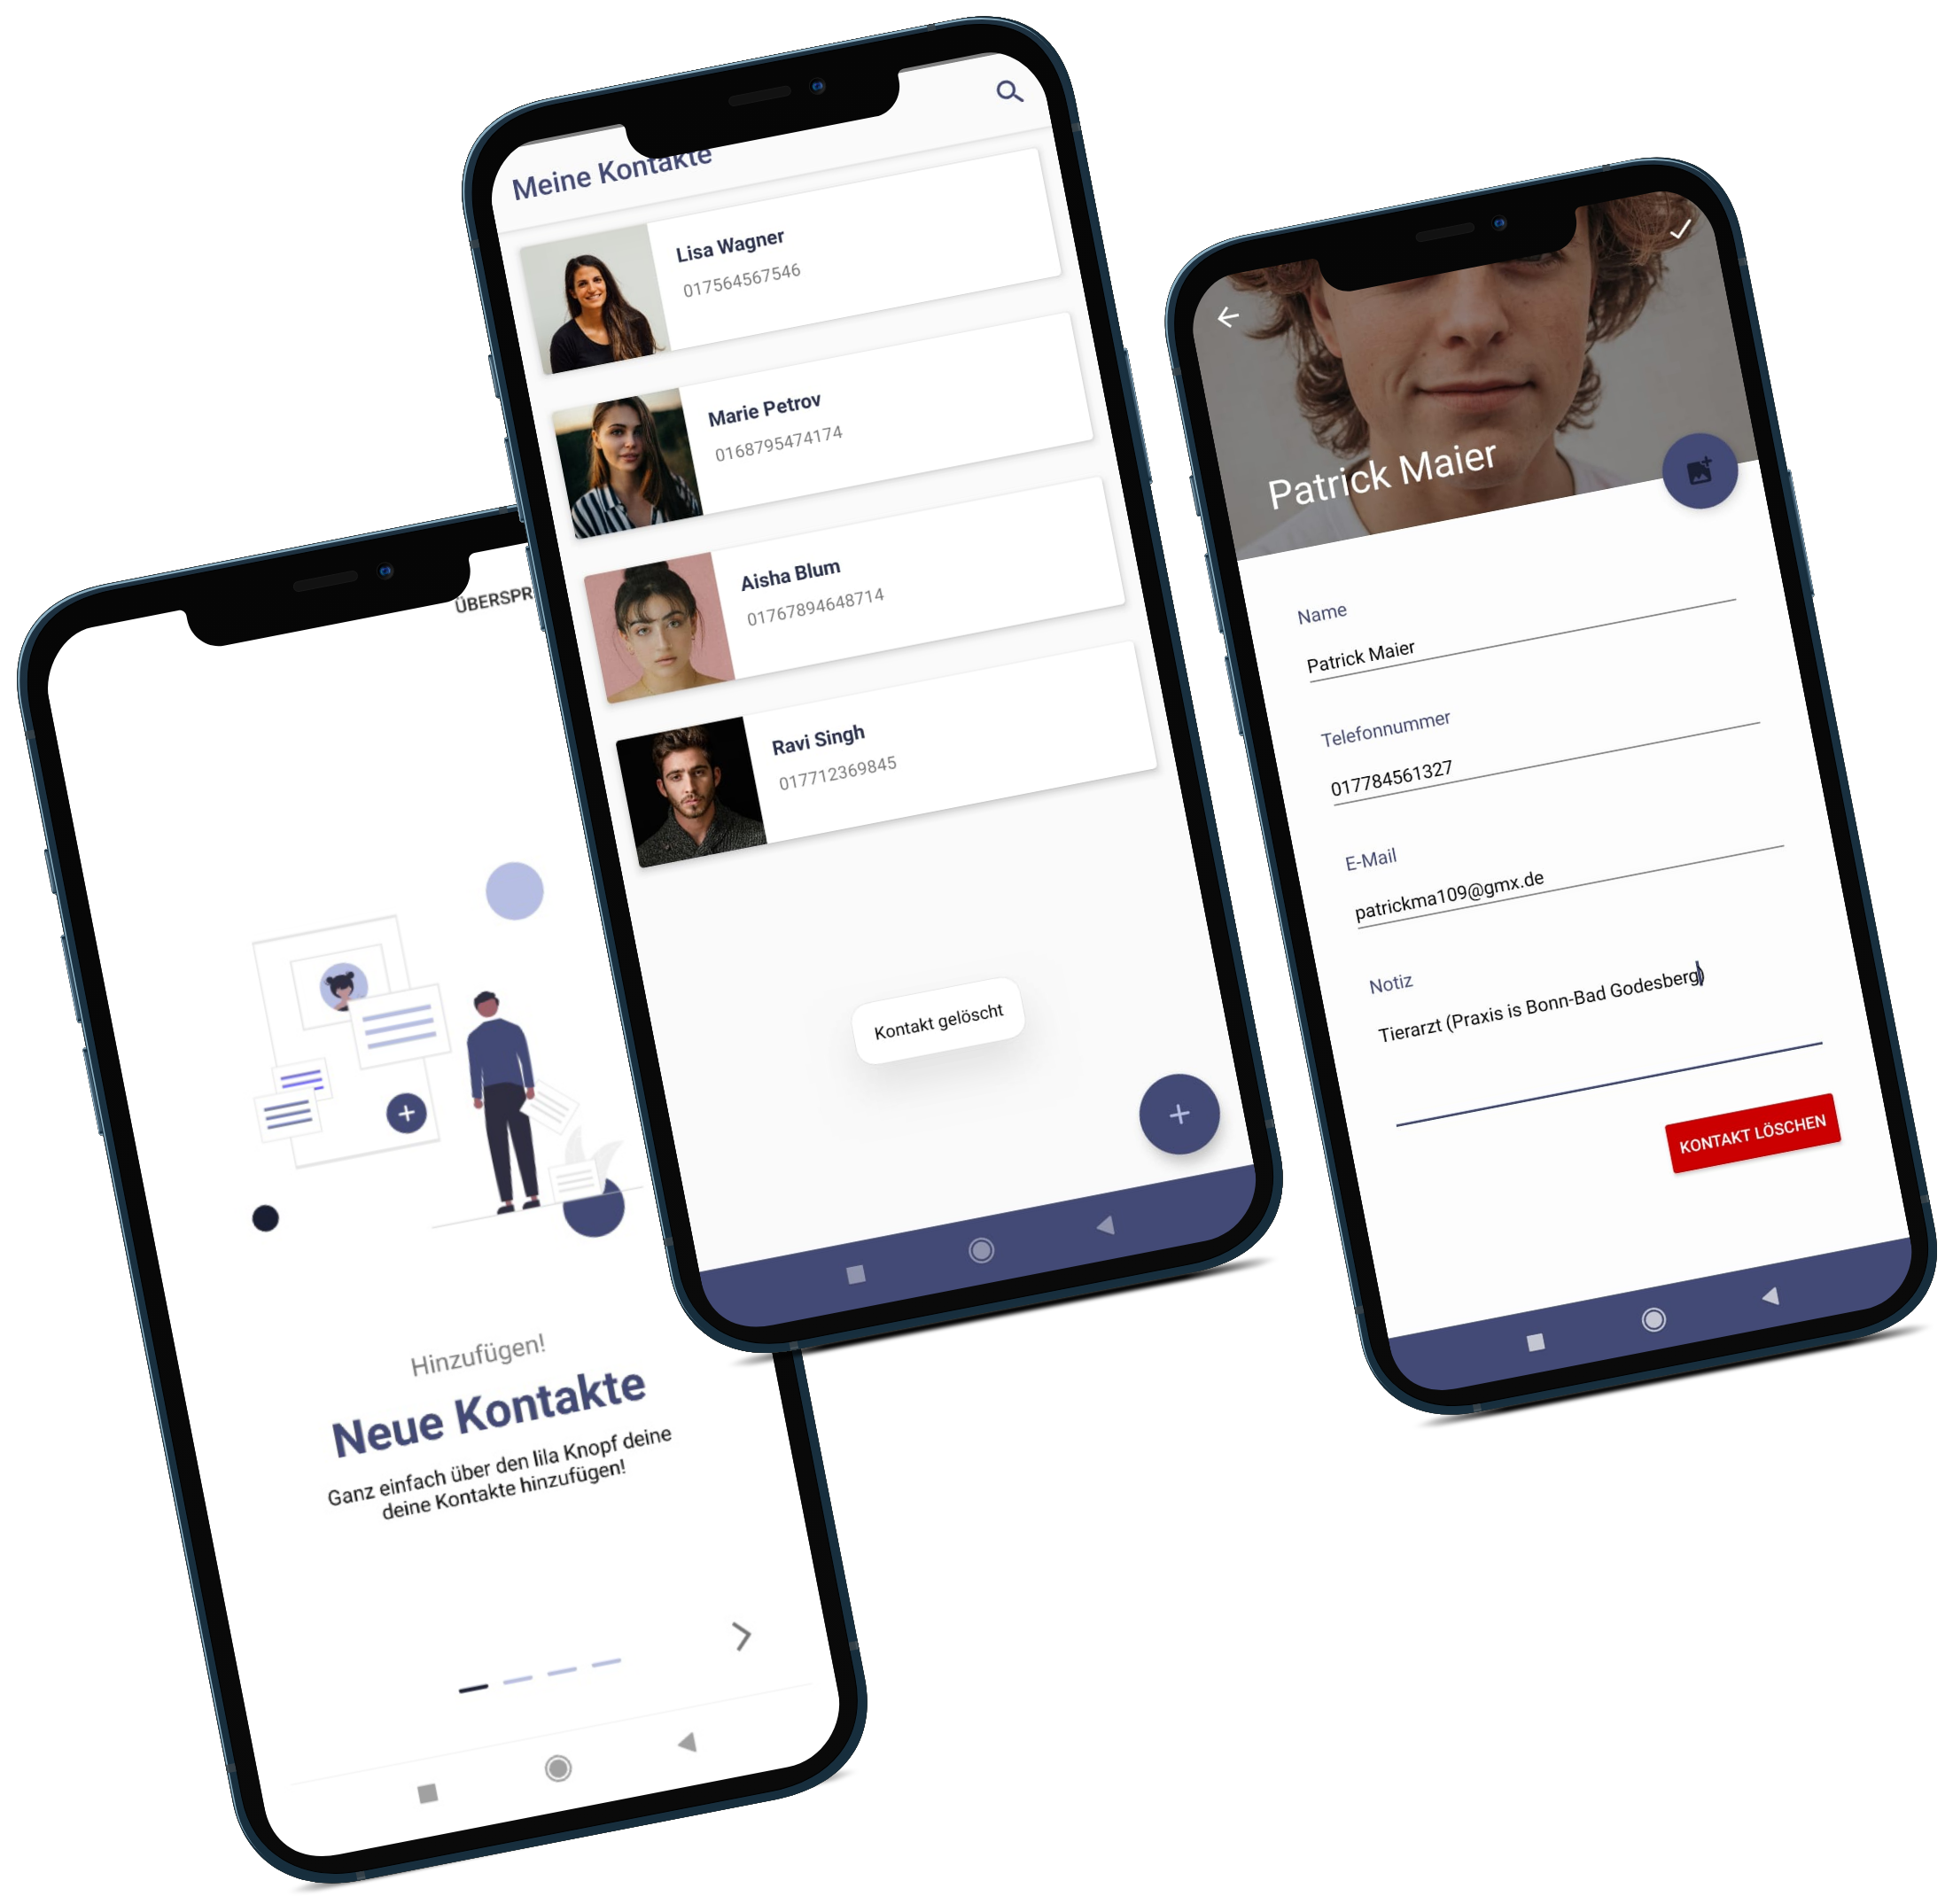 ÜBERSPR
Hinzufügen!
Neue Kontakte
Ganz einfach über den lila Knopf deine
deine Kontakte hinzufügen!
Meine Kontakte
Lisa Wagner
017564567546
Marie Petrov
0168795474174
Aisha Blum
01767894648714
Ravi Singh
017712369845
Kontakt gelöscht
Patrick Maier
Name
Patrick Maier
Telefonnummer
017784561327
E-Mail
patrickma109@gmx.de
Notiz
Tierarzt (Praxis is Bonn-Bad Godesberg)
KONTAKT LÖSCHEN